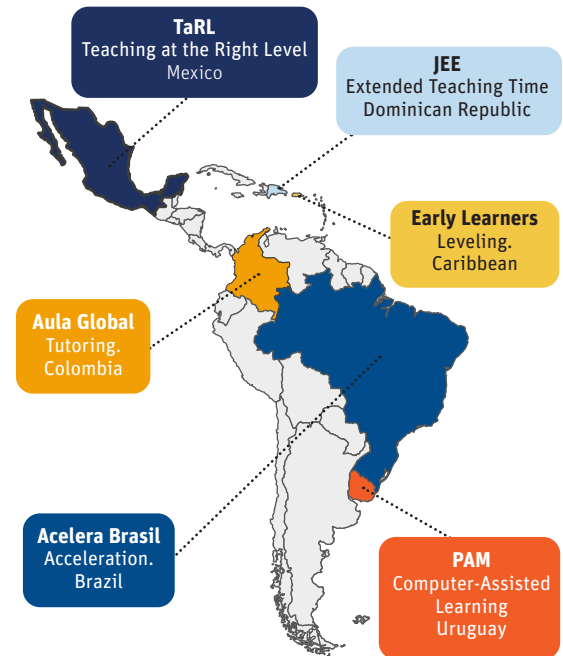 TaRL
Teaching at the Right Level
Mexico
JEE
Extended Teaching Time
Dominican Republic
Early Learners
Leveling.
Caribbean
Aula Global
Tutoring.
Colombia
Acelera Brasil
Acceleration.
Brazil
PAM
Computer-Assisted
Learning
Uruguay